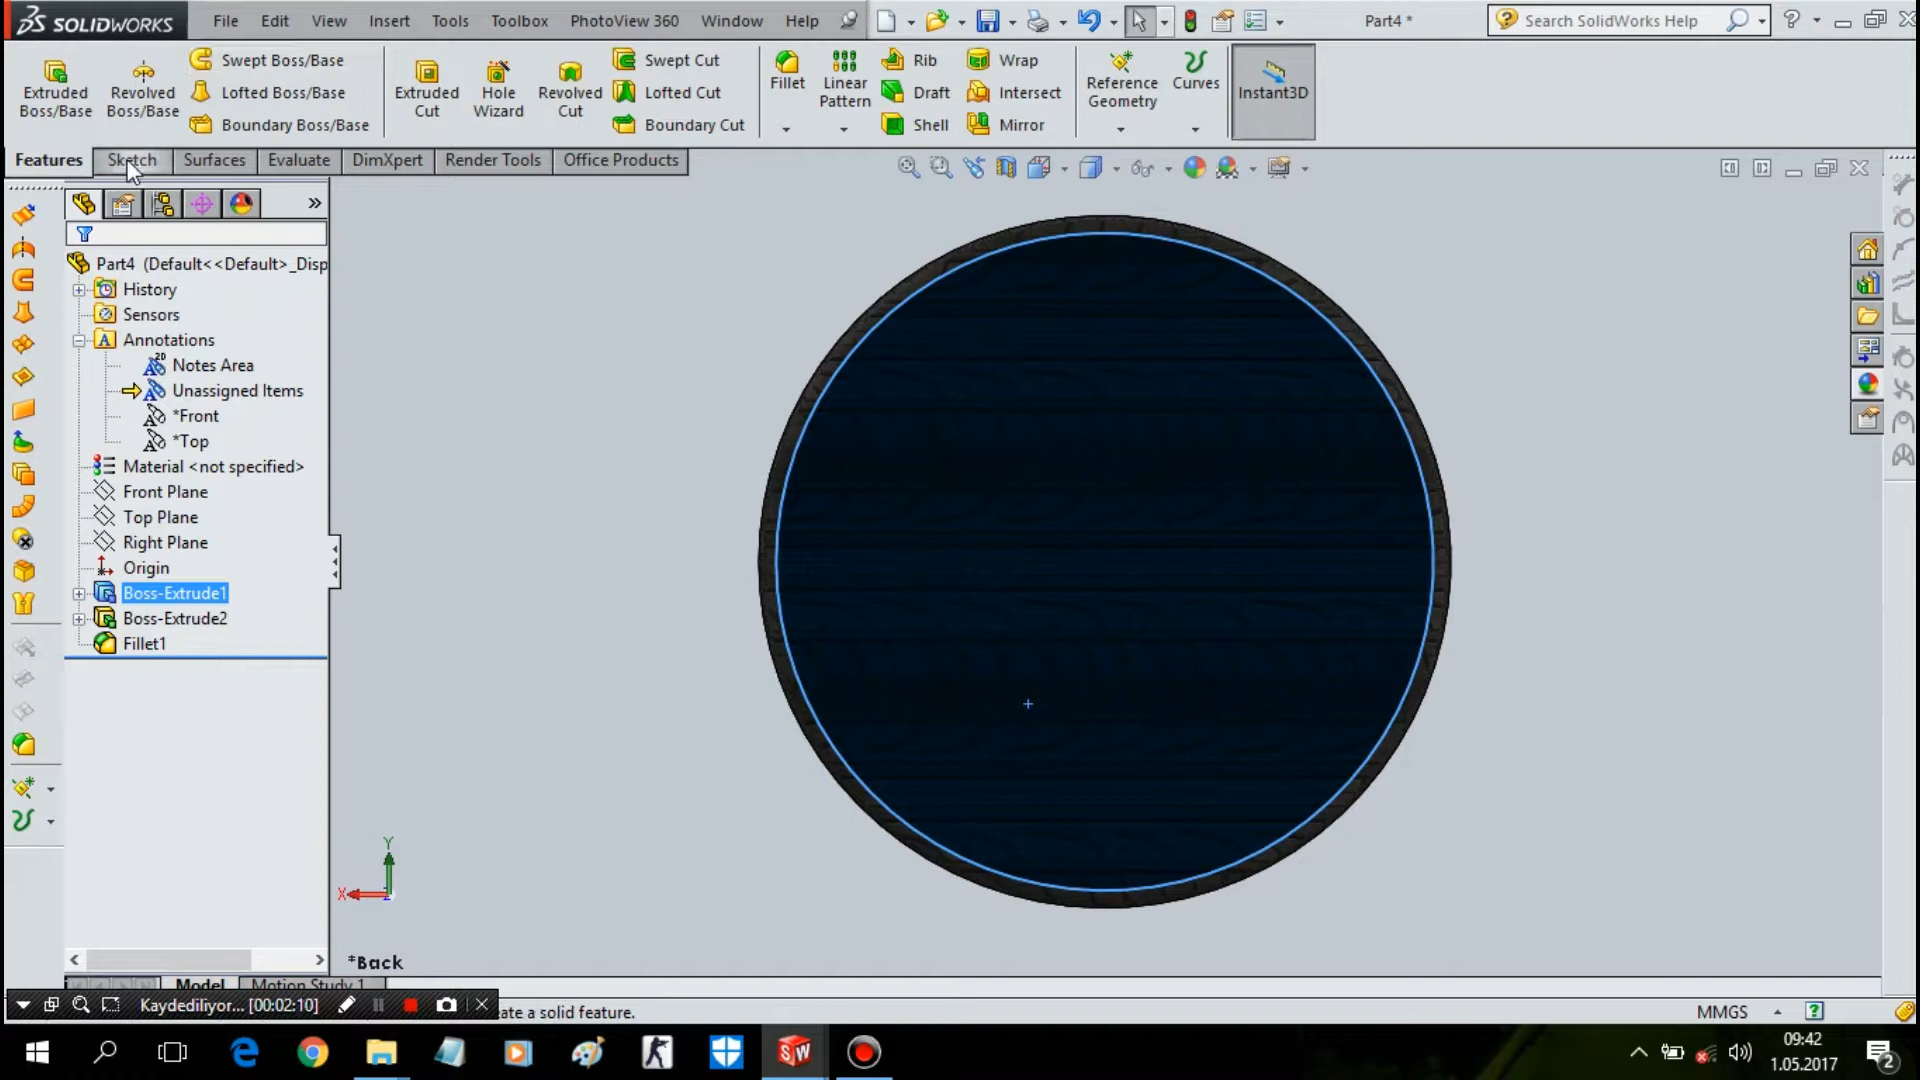 SOLIDWORKS File Edit View Insert Tools Toolbox PhotoView 360 Window Help Part4 * Search SolidWorks Help
Extruded Boss/Base
Revolved Boss/Base
Swept Boss/Base
Lofted Boss/Base
Boundary Boss/Base
Extruded Cut
Hole Wizard
Revolved Cut
Swept Cut
Lofted Cut
Boundary Cut
Fillet
Linear Pattern
Rib
Draft
Shell
Wrap
Intersect
Mirror
Reference Geometry
Curves
Instant3D
Features Sketch Surfaces Evaluate DimXpert Render Tools Office Products
Part4 (Default<<Default>_Disp
History
Sensors
Annotations
Notes Area
Unassigned Items
*Front
*Top
Material <not specified>
Front Plane
Top Plane
Right Plane
Origin
Boss-Extrude1
Boss-Extrude2
Fillet1
Y
X
Z
*Back
Model Motion Study 1
Kaydediliyor... [00:02:10]
eate a solid feature.
MMGS
09:42
1.05.2017
2